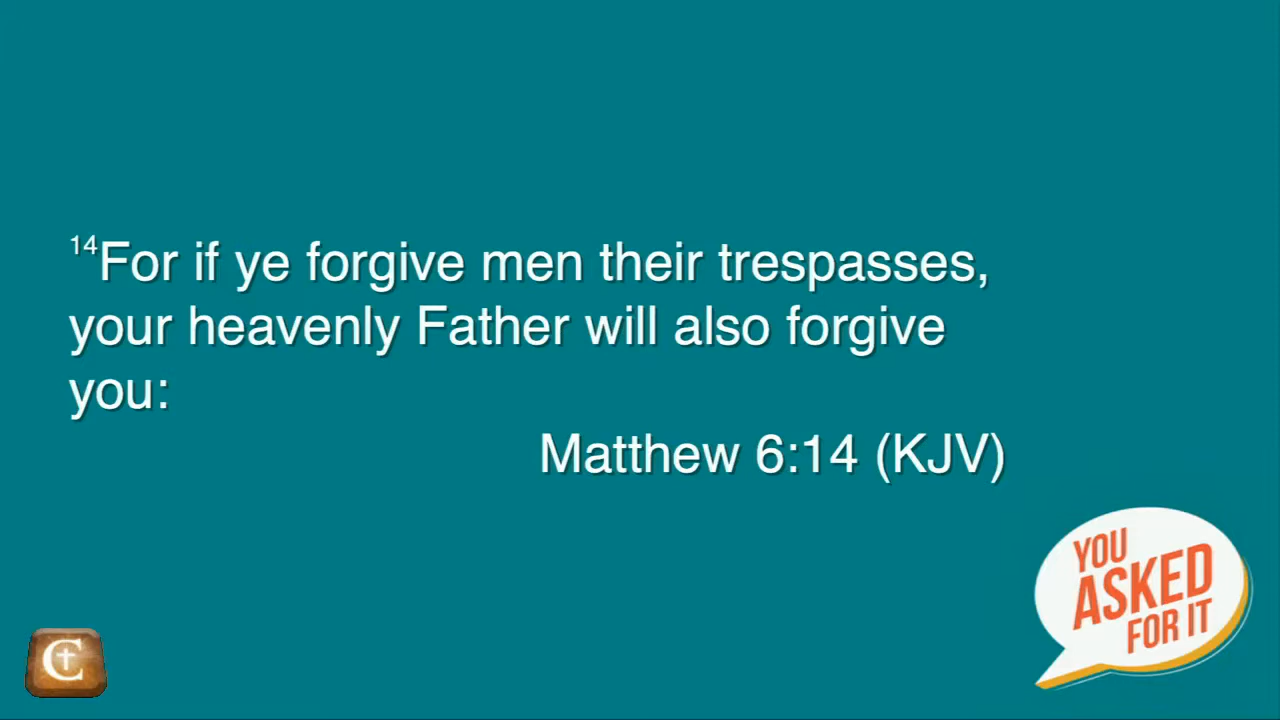 14For if ye forgive men their trespasses,
your heavenly Father will also forgive
you:
Matthew 6:14 (KJV)
YOU
ASKED
FOR IT
C